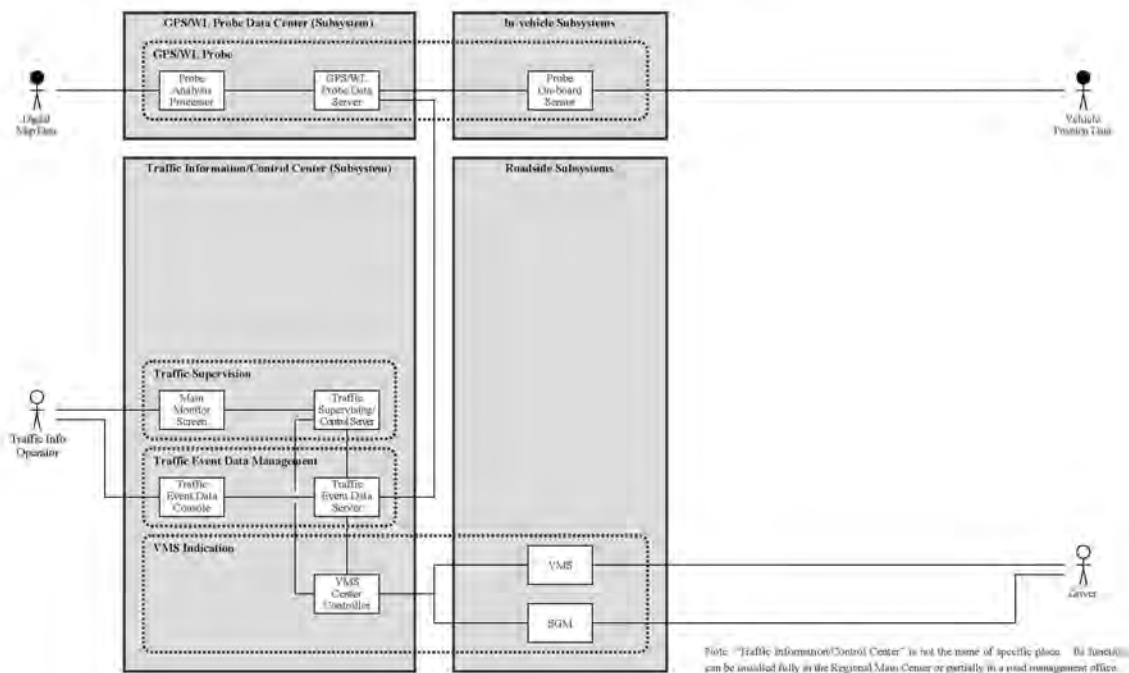 GPS/WL Probe Data Center (Subsystem)
In-vehicle Subsystems
GPS/WL Probe
Probe
Analysis
Processor
GPS/WL
Probe Data
Server
Probe
On-board
Sensor
Digital
Map Data
Vehicle
Position Data
Traffic Information/Control Center (Subsystem)
Roadside Subsystems
Traffic Supervision
Main
Monitor
Screen
Traffic
Supervising/
Control Server
Traffic Info
Operator
Traffic Event Data Management
Traffic
Event Data
Console
Traffic
Event Data
Server
VMS Indication
VMS
Center
Controller
VMS
SGM
Driver
Note: "Traffic Information/Control Center" is not the name of specific place. Its
can be installed fully in the Regional Main Center or partially in a road management office.